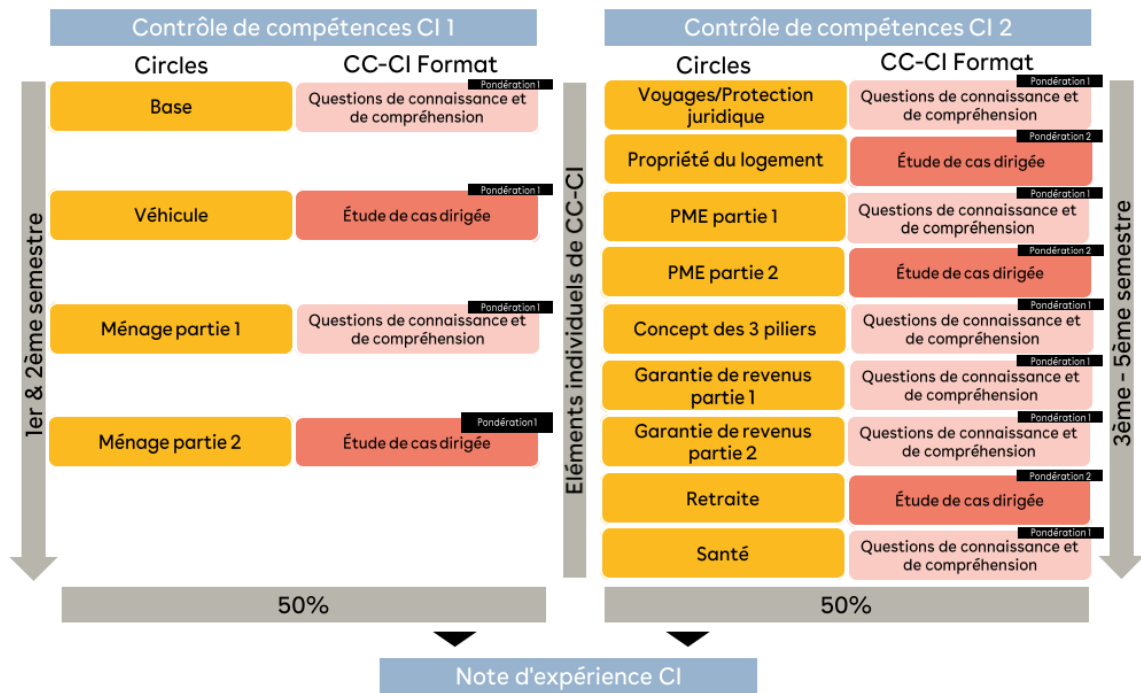 Contrôle de compétences CI 1
Circles
CC-CI Format
Base
Pondération 1
Questions de connaissance et
de compréhension
Véhicule
Pondération 1
Étude de cas dirigée
Ménage partie 1
Pondération 1
Questions de connaissance et
de compréhension
Ménage partie 2
Pondération 1
Étude de cas dirigée
1er & 2ème semestre
50%
Eléments individuels de CC-CI
Contrôle de compétences CI 2
Circles
CC-CI Format
Voyages/Protection
juridique
Pondération 1
Questions de connaissance et
de compréhension
Propriété du logement
Pondération 2
Étude de cas dirigée
PME partie 1
Pondération 1
Questions de connaissance et
de compréhension
PME partie 2
Pondération 2
Étude de cas dirigée
Concept des 3 piliers
Pondération 1
Questions de connaissance et
de compréhension
Garantie de revenus
partie 1
Pondération 1
Questions de connaissance et
de compréhension
Garantie de revenus
partie 2
Pondération 1
Questions de connaissance et
de compréhension
Retraite
Pondération 2
Étude de cas dirigée
Santé
Pondération 1
Questions de connaissance et
de compréhension
3ème - 5ème semestre
50%
Note d'expérience CI